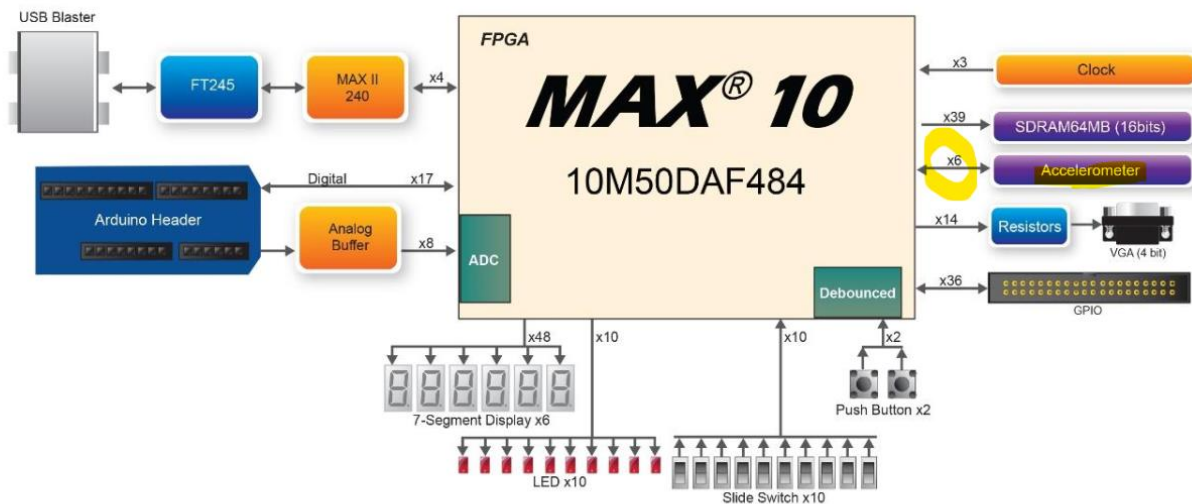 USB Blaster
FT245
MAX II
240
x4
FPGA
MAX® 10
10M50DAF484
x3
Clock
x39
SDRAM64MB (16bits)
x6
Accelerometer
x14
Resistors
VGA (4 bit)
x36
GPIO
Arduino Header
Digital
x17
Analog
Buffer
x8
ADC
Debounced
x48
x10
x10
x2
7-Segment Display x6
Push Button x2
LED x10
Slide Switch x10